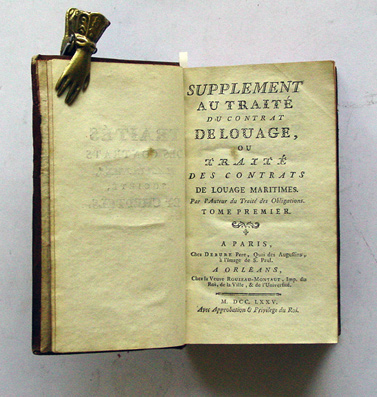 SUPPLEMENT
AU TRAITÉ
DU CONTRAT
DE LOUAGE,
OU
TRAITÉ
DES CONTRATS
DE LOUAGE MARITIMES.
Par l'Auteur du Traité des Obligations.
TOME PREMIER.
A PARIS,
Chez DEBURE Pere, Quai des Augustins,
à l'Image de S. Paul.
A ORLÉANS,
Chez la Veuve ROUZEAU-MONTAUT, Imp. du
Roi, de la Ville, & de l'Université.
M. DCC. LXXV.
Avec Approbation & Privilege du Roi.